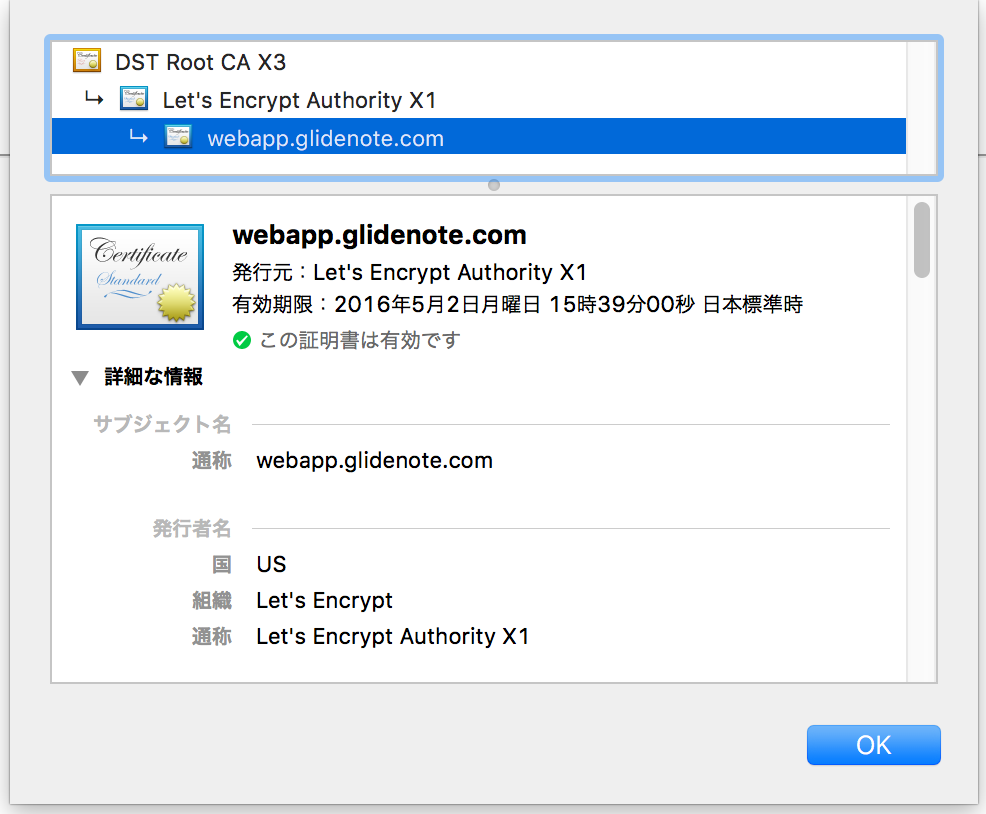 DST Root CA X3
Let's Encrypt Authority X1
webapp.glidenote.com
Certificate
Standard
webapp.glidenote.com
発行元：Let's Encrypt Authority X1
有効期限：2016年5月2日月曜日 15時39分00秒 日本標準時
この証明書は有効です
詳細な情報
サブジェクト名
通称 webapp.glidenote.com
発行者名
国 US
組織 Let's Encrypt
通称 Let's Encrypt Authority X1
OK